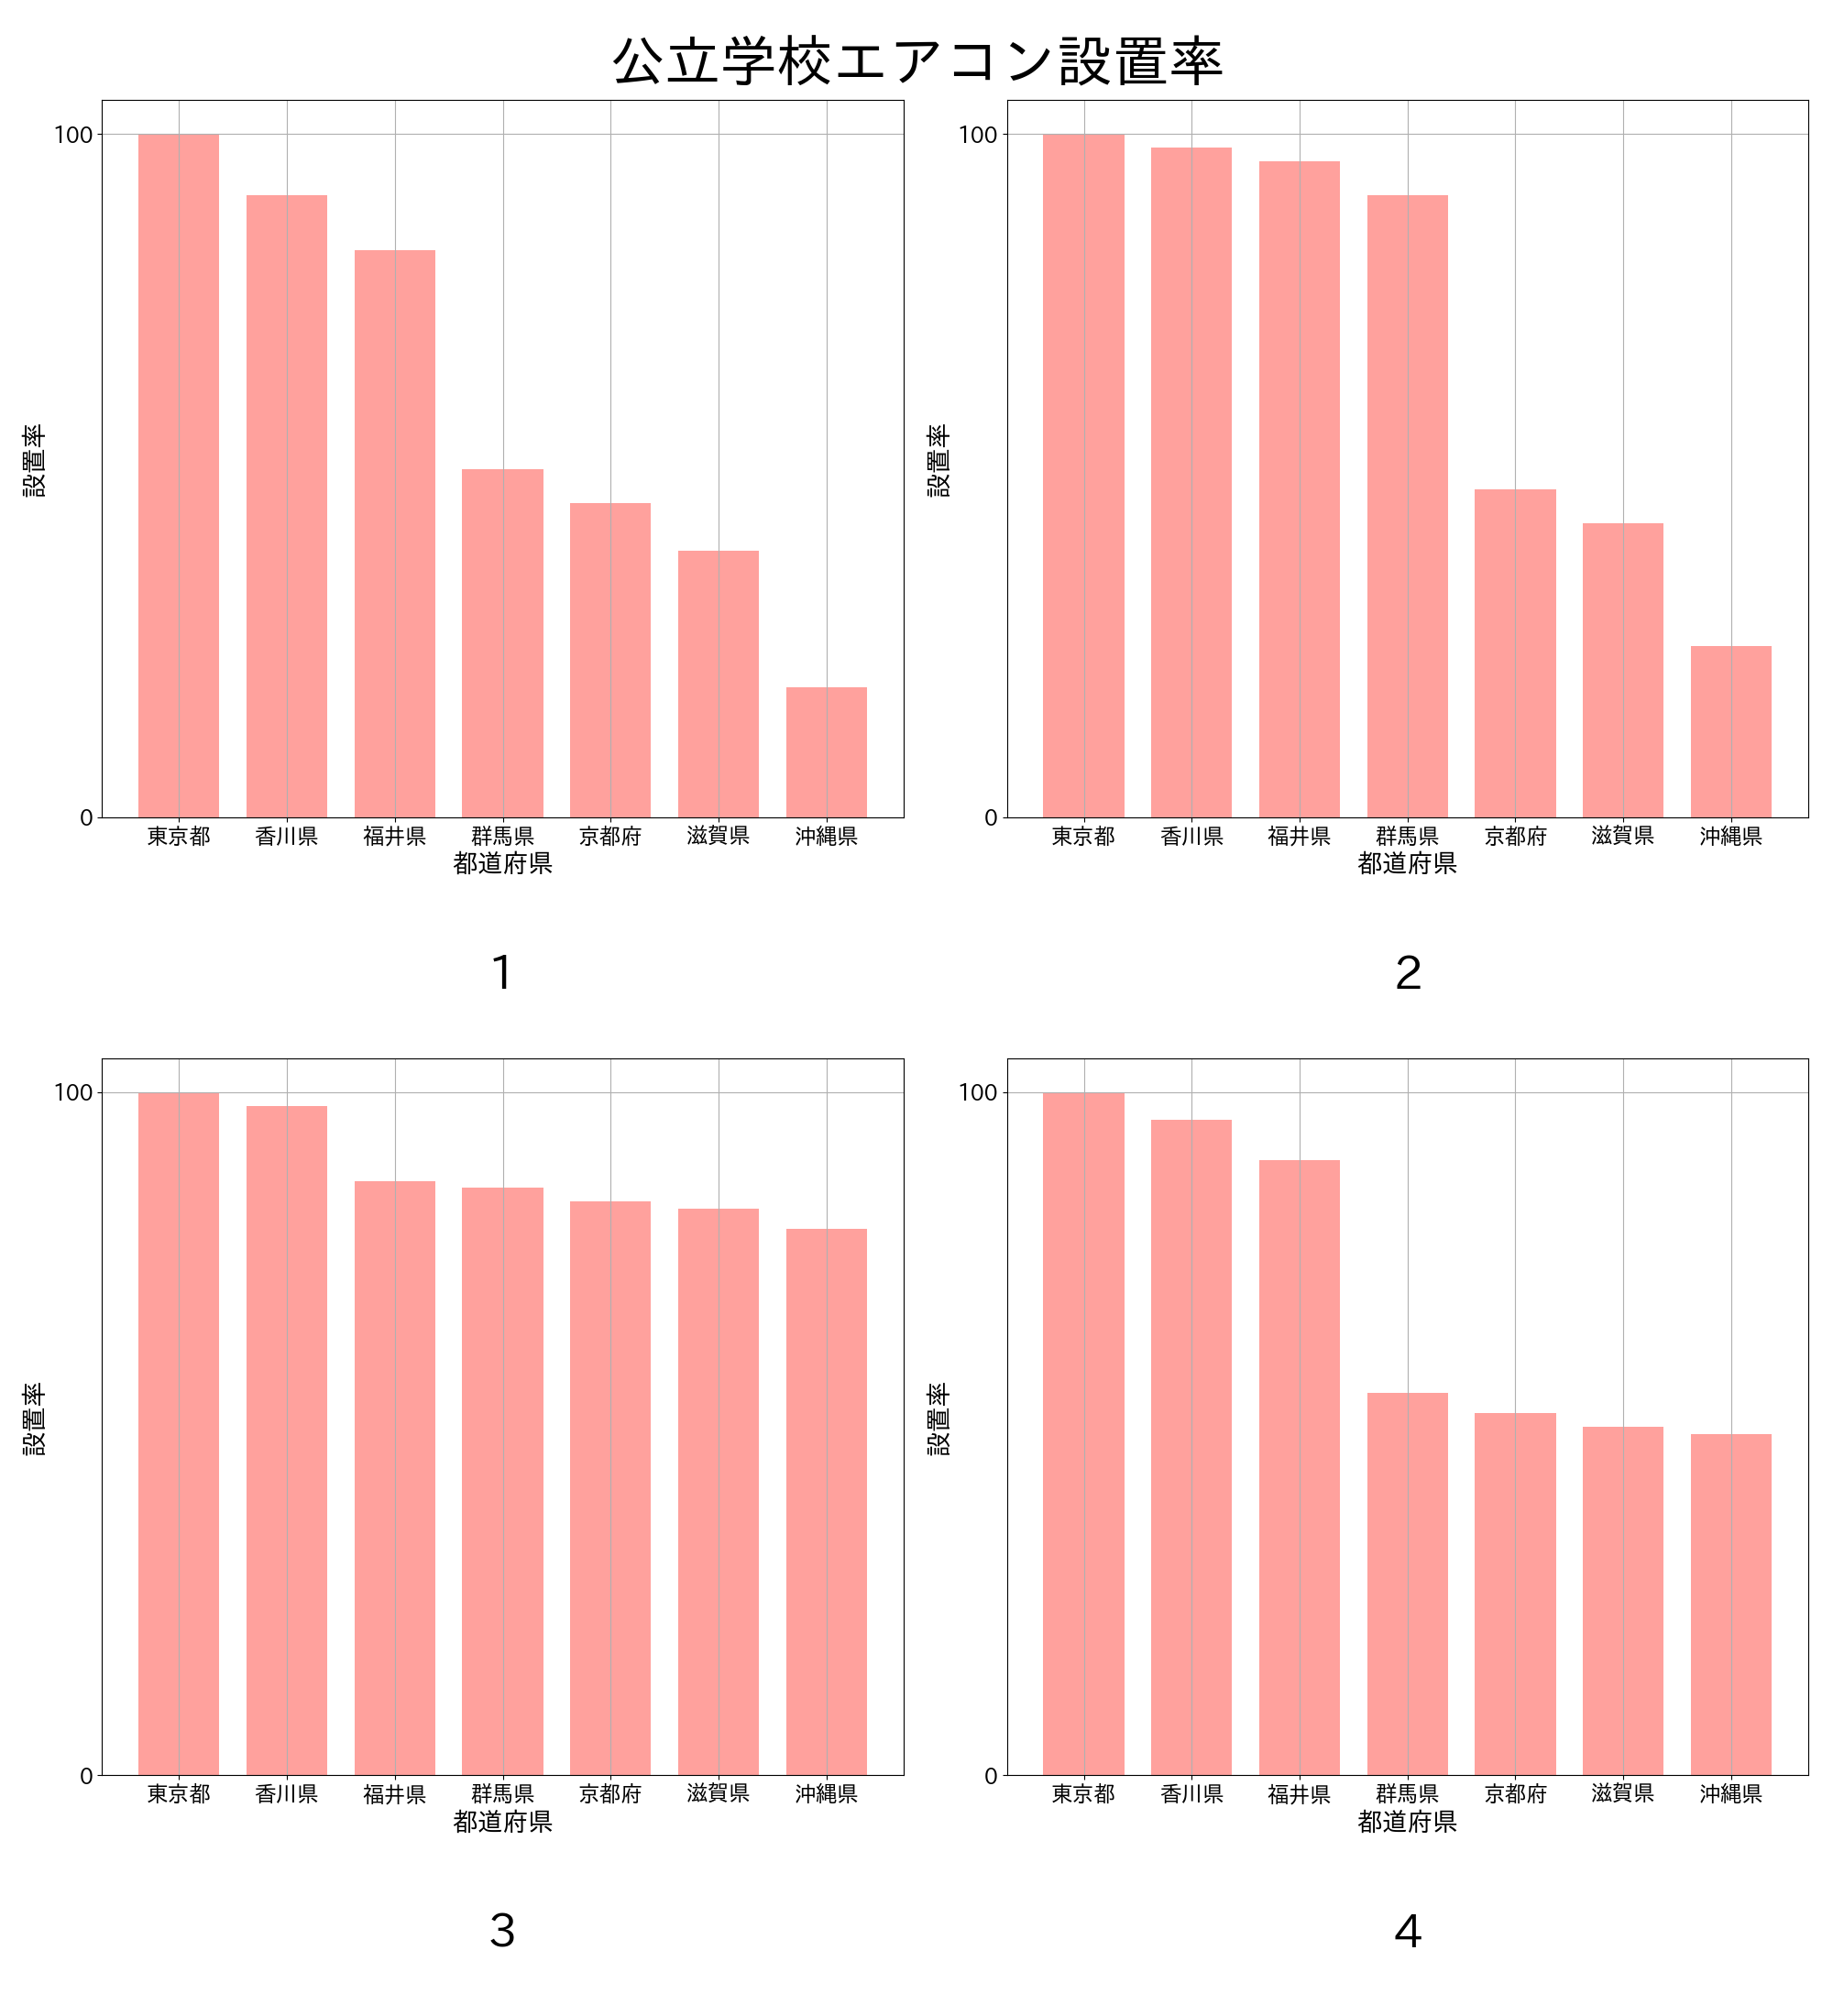 公立学校エアコン設置率
100
設置率
0
東京都 香川県 福井県 群馬県 京都府 滋賀県 沖縄県
都道府県
1
100
設置率
0
東京都 香川県 福井県 群馬県 京都府 滋賀県 沖縄県
都道府県
2
100
設置率
0
東京都 香川県 福井県 群馬県 京都府 滋賀県 沖縄県
都道府県
3
100
設置率
0
東京都 香川県 福井県 群馬県 京都府 滋賀県 沖縄県
都道府県
4